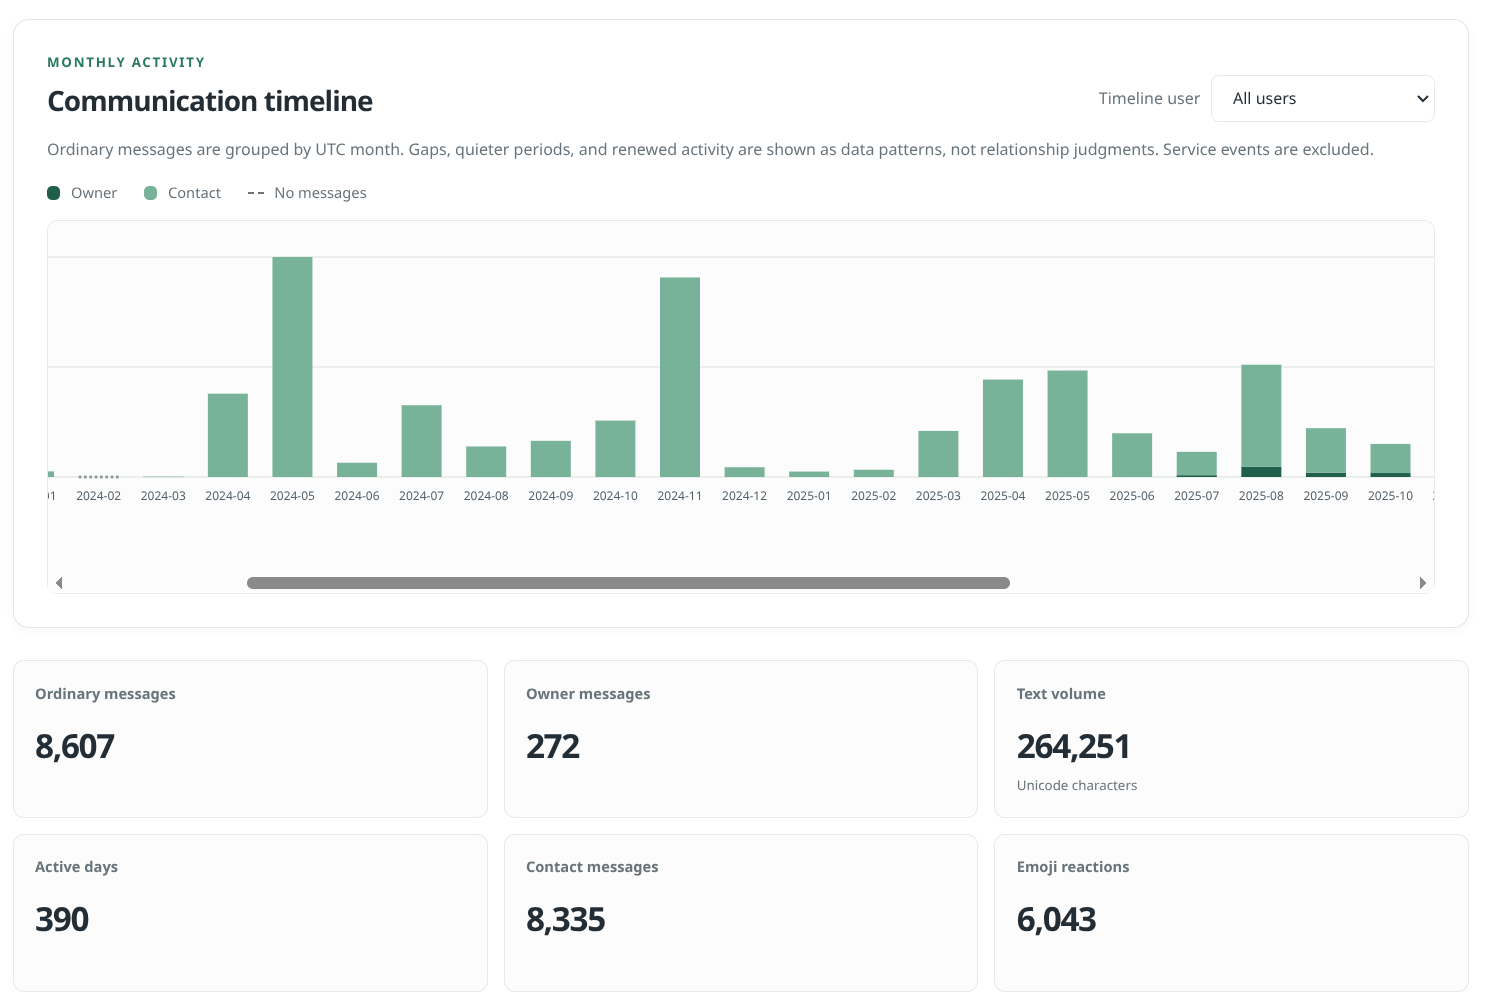 MONTHLY ACTIVITY
Communication timeline
Timeline user
All users
Ordinary messages are grouped by UTC month. Gaps, quieter periods, and renewed activity are shown as data patterns, not relationship judgments. Service events are excluded.
Owner Contact No messages
2024-02 2024-03 2024-04 2024-05 2024-06 2024-07 2024-08 2024-09 2024-10 2024-11 2024-12 2025-01 2025-02 2025-03 2025-04 2025-05 2025-06 2025-07 2025-08 2025-09 2025-10
Ordinary messages
8,607
Owner messages
272
Text volume
264,251
Unicode characters
Active days
390
Contact messages
8,335
Emoji reactions
6,043